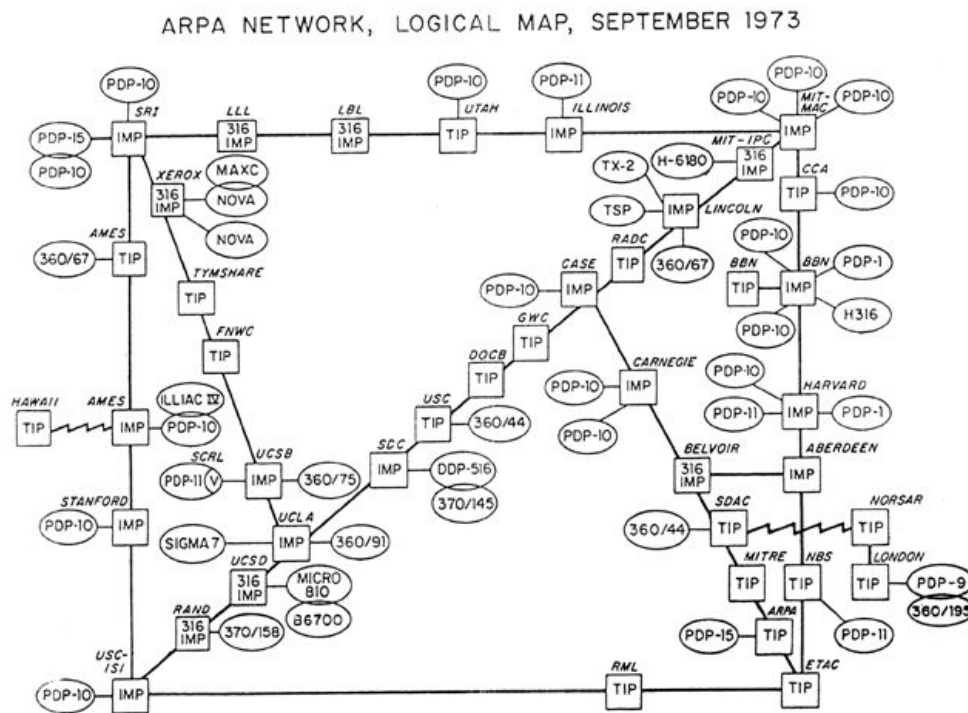 ARPA NETWORK, LOGICAL MAP, SEPTEMBER 1973
PDP-10
SRI
IMP
PDP-15
PDP-10
LLL
316
IMP
LBL
316
IMP
PDP-10
UTAH
TIP
PDP-11
ILLINOIS
IMP
PDP-10
PDP-10
PDP-10
MIT-
MAC
IMP
MIT-IPC
316
IMP
H-6180
XEROX
316
IMP
MAXC
NOVA
NOVA
TX-2
TSP
IMP
LINCOLN
360/67
CCA
TIP
PDP-10
AMES
TIP
360/67
RADC
TIP
TYMSHARE
TIP
CASE
IMP
PDP-10
BBN
TIP
PDP-10
BBN
IMP
PDP-1
PDP-10
H316
GWC
TIP
FNWC
TIP
DOCB
TIP
CARNEGIE
IMP
PDP-10
PDP-10
PDP-10
HARVARD
PDP-11
IMP
PDP-1
HAWAII
TIP
AMES
IMP
ILLIAC IV
PDP-10
USC
TIP
360/44
SDC
IMP
DDP-516
370/145
SCRL
PDP-11
V
UCSB
IMP
360/75
BELVOIR
316
IMP
ABERDEEN
IMP
STANFORD
PDP-10
IMP
UCLA
SIGMA 7
IMP
360/91
SDAC
360/44
TIP
NORSAR
TIP
UCSD
316
IMP
MICRO
810
B6700
MITRE
TIP
NBS
TIP
LONDON
TIP
PDP-9
360/195
RAND
316
IMP
370/158
ARPA
PDP-15
TIP
PDP-11
USC-
ISI
PDP-10
IMP
RML
TIP
ETAC
TIP